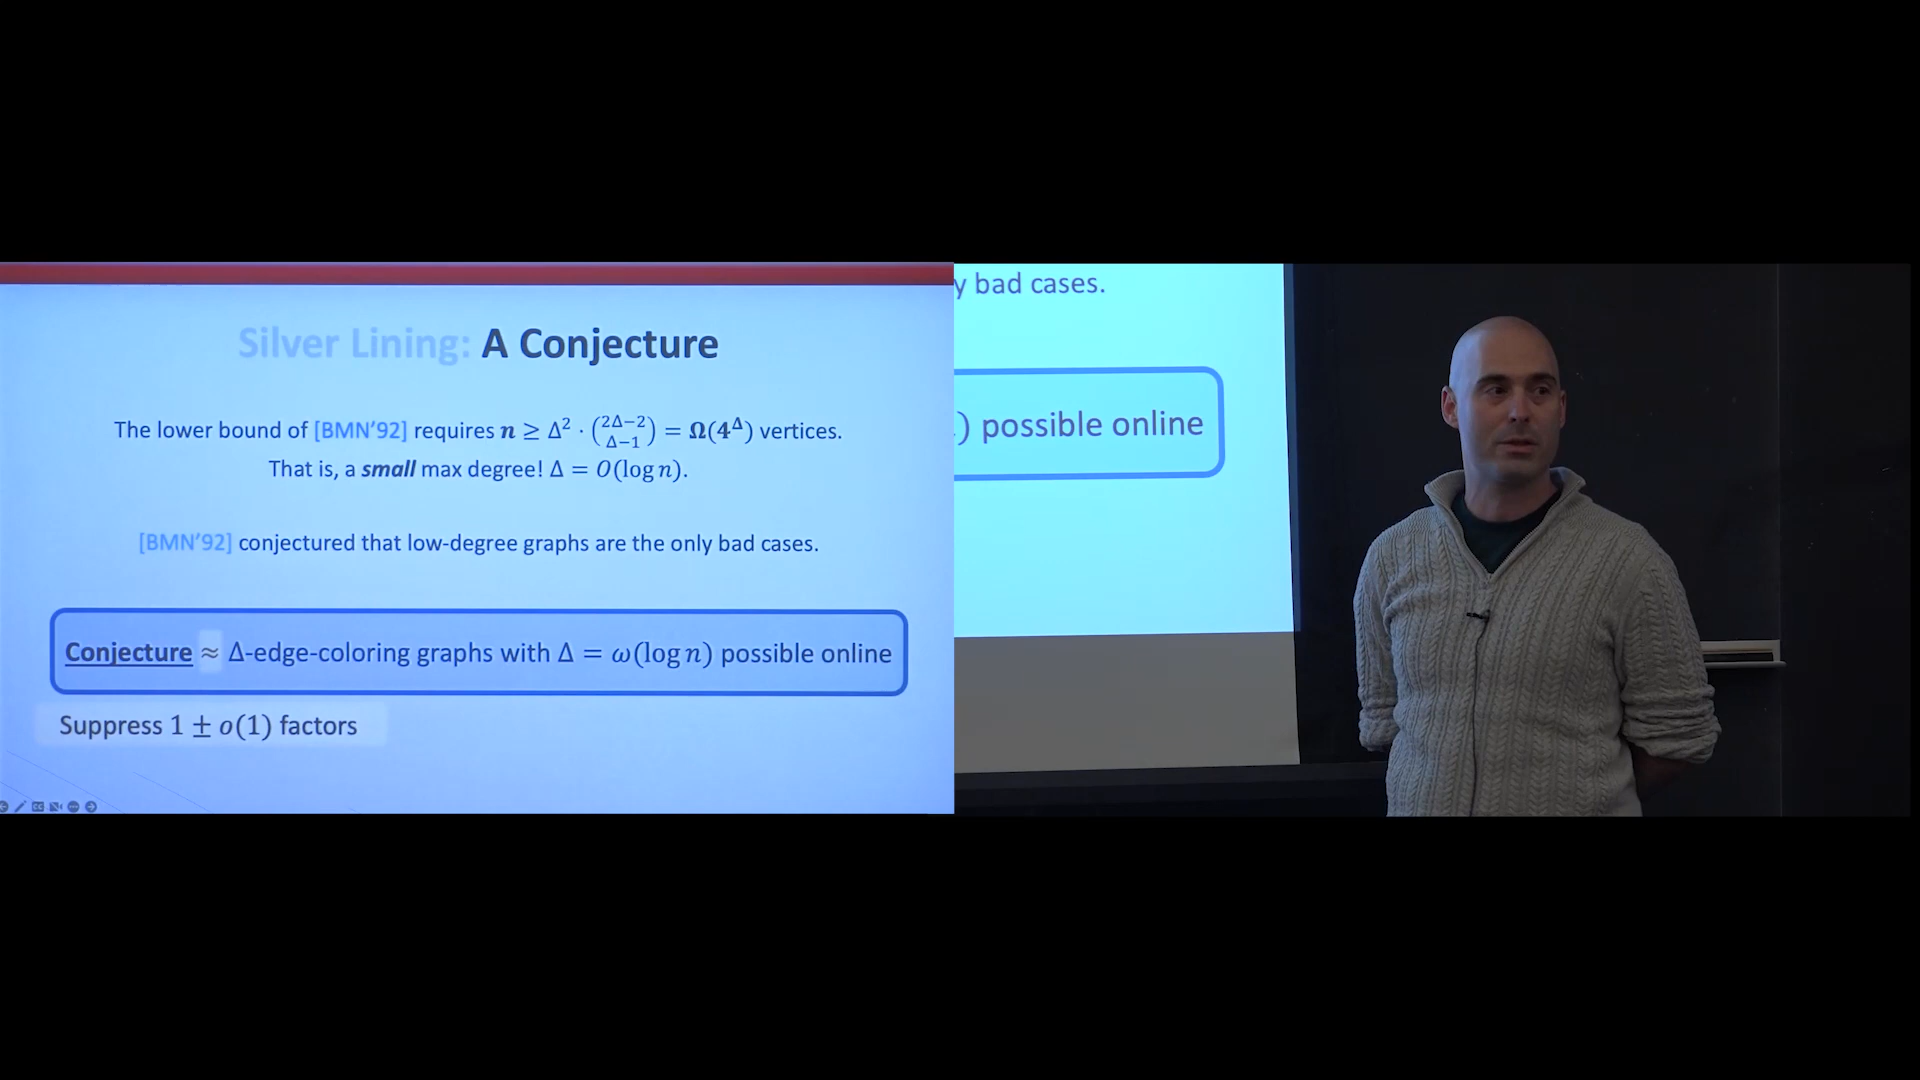 Silver Lining: A Conjecture
The lower bound of [BMN’92] requires n ≥ Δ² · (2Δ−2 Δ−1) = Ω(4^Δ) vertices.
That is, a small max degree! Δ = O(log n).
[BMN’92] conjectured that low-degree graphs are the only bad cases.
Conjecture ≈ Δ-edge-coloring graphs with Δ = ω(log n) possible online
Suppress 1 ± o(1) factors
y bad cases.
) possible online